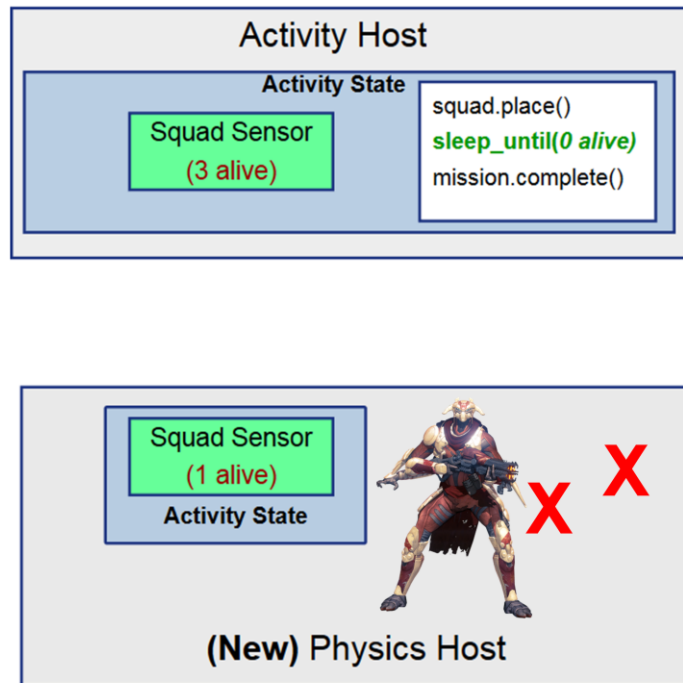 Activity Host
Activity State
Squad Sensor
(3 alive)
squad.place()
sleep_until(0 alive)
mission.complete()
Squad Sensor
(1 alive)
Activity State
X
X
(New) Physics Host